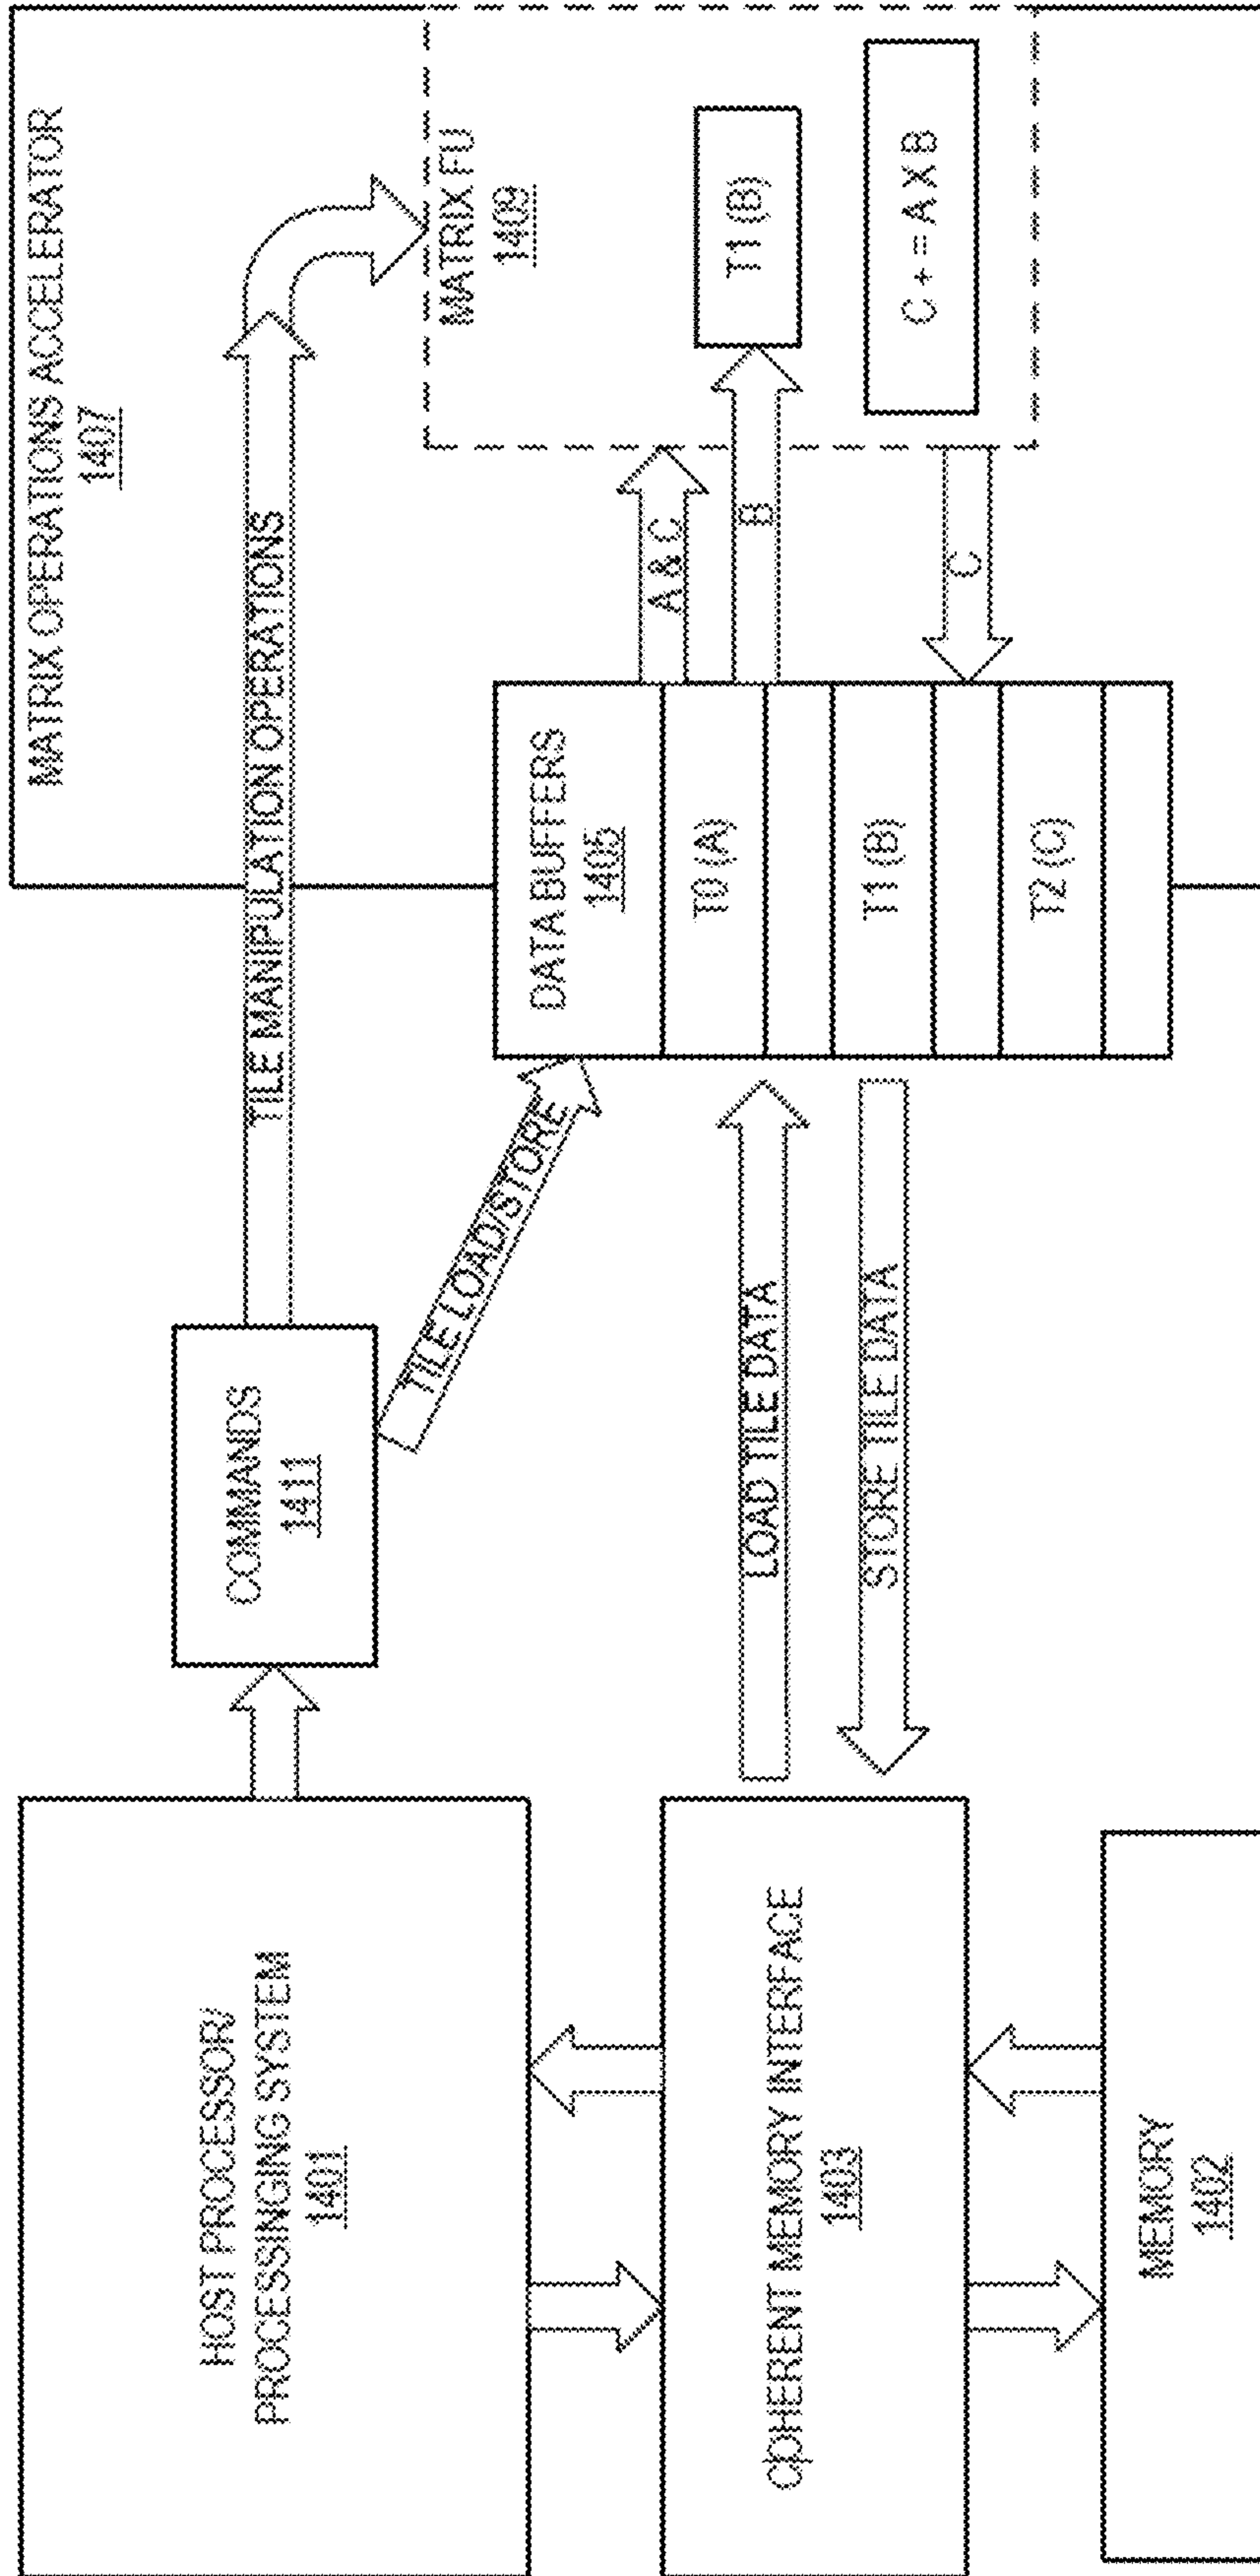 HOST PROCESSOR/
PROCESSINGING SYSTEM
1401
COMMANDS
1411
TILE MANIPULATION OPERATIONS
TILE LOAD/STORE
MATRIX OPERATIONS ACCELERATOR
1407
MATRIX FU
1409
T1 (B)
C + = A X B
DATA BUFFERS
1405
T0 (A)
T1 (B)
T2 (C)
A & C
B
C
COHERENT MEMORY INTERFACE
1403
LOAD TILE DATA
STORE TILE DATA
MEMORY
1402